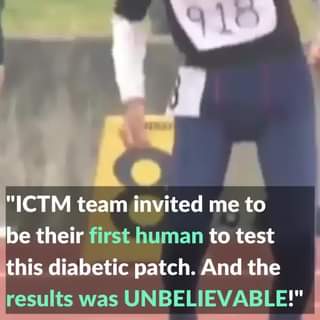 918
8
"ICTM team invited me to
be their first human to test
this diabetic patch. And the
results was UNBELIEVABLE!"